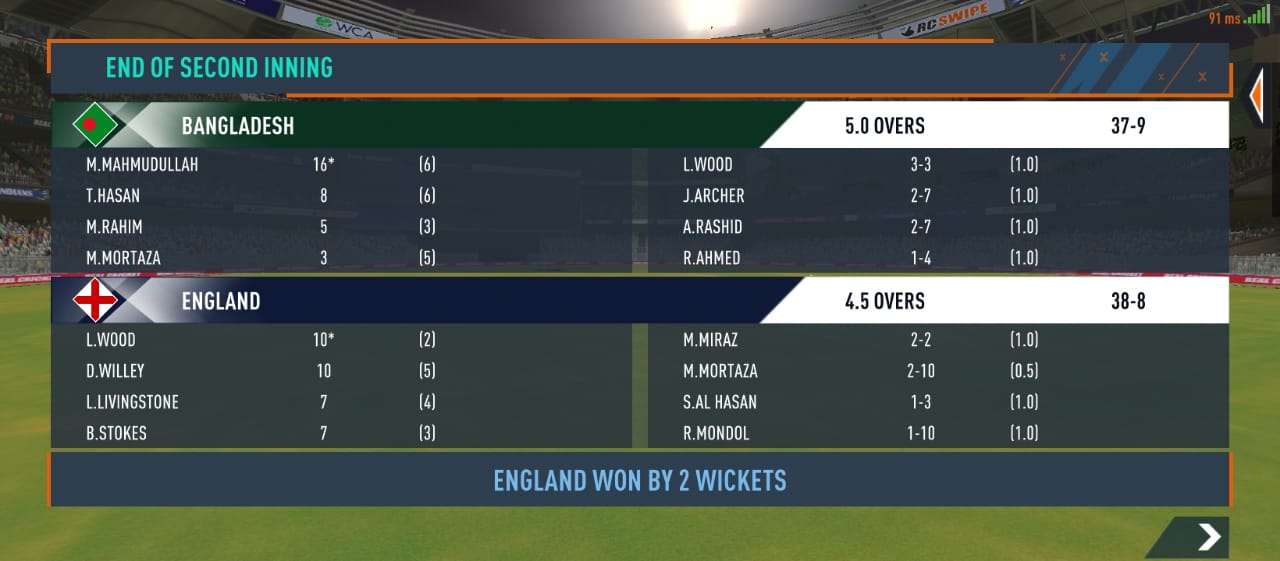 WCA
RCSWIPE
91 ms
END OF SECOND INNING
BANGLADESH 5.0 OVERS 37-9
M.MAHMUDULLAH 16* (6) L.WOOD 3-3 (1.0)
T.HASAN 8 (6) J.ARCHER 2-7 (1.0)
M.RAHIM 5 (3) A.RASHID 2-7 (1.0)
M.MORTAZA 3 (5) R.AHMED 1-4 (1.0)
ENGLAND 4.5 OVERS 38-8
L.WOOD 10* (2) M.MIRAZ 2-2 (1.0)
D.WILLEY 10 (5) M.MORTAZA 2-10 (0.5)
L.LIVINGSTONE 7 (4) S.AL HASAN 1-3 (1.0)
B.STOKES 7 (3) R.MONDOL 1-10 (1.0)
ENGLAND WON BY 2 WICKETS